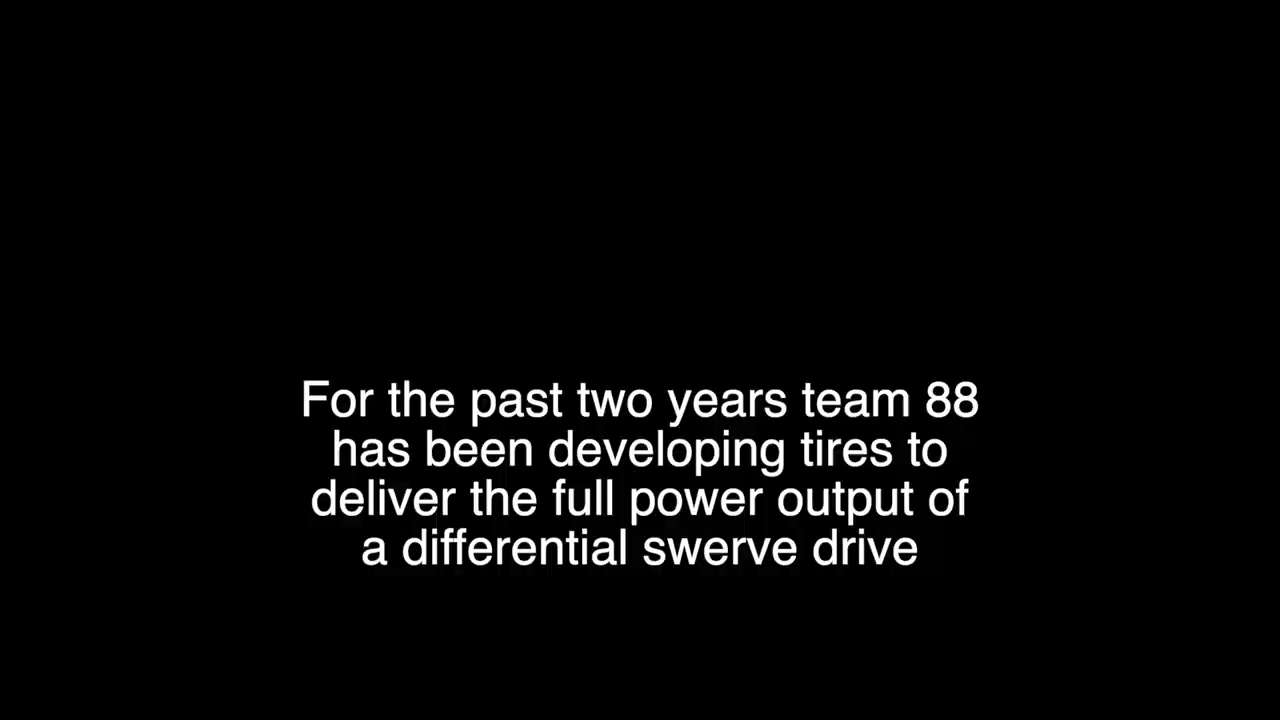 For the past two years team 88
has been developing tires to
deliver the full power output of
a differential swerve drive